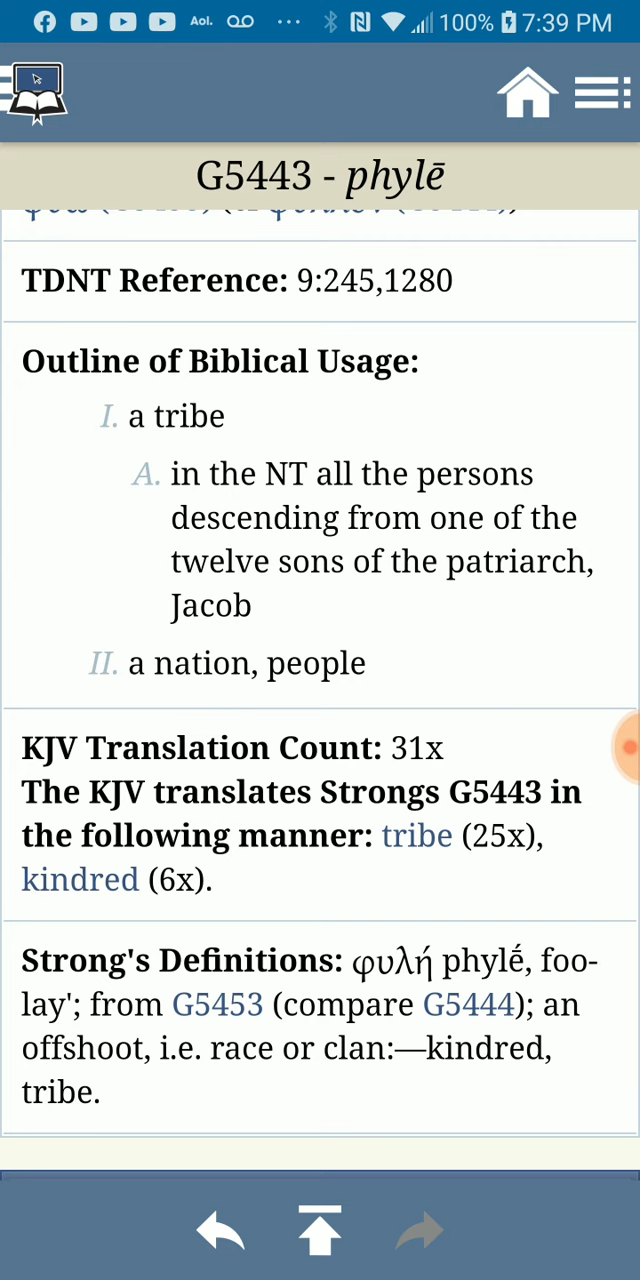 Aol. ... 100% 7:39 PM
G5443 - phylē
TDNT Reference: 9:245,1280
Outline of Biblical Usage:
I. a tribe
A. in the NT all the persons
descending from one of the
twelve sons of the patriarch,
Jacob
II. a nation, people
KJV Translation Count: 31x
The KJV translates Strongs G5443 in
the following manner: tribe (25x),
kindred (6x).
Strong's Definitions: φυλή phylḗ, foo-
lay'; from G5453 (compare G5444); an
offshoot, i.e. race or clan:—kindred,
tribe.